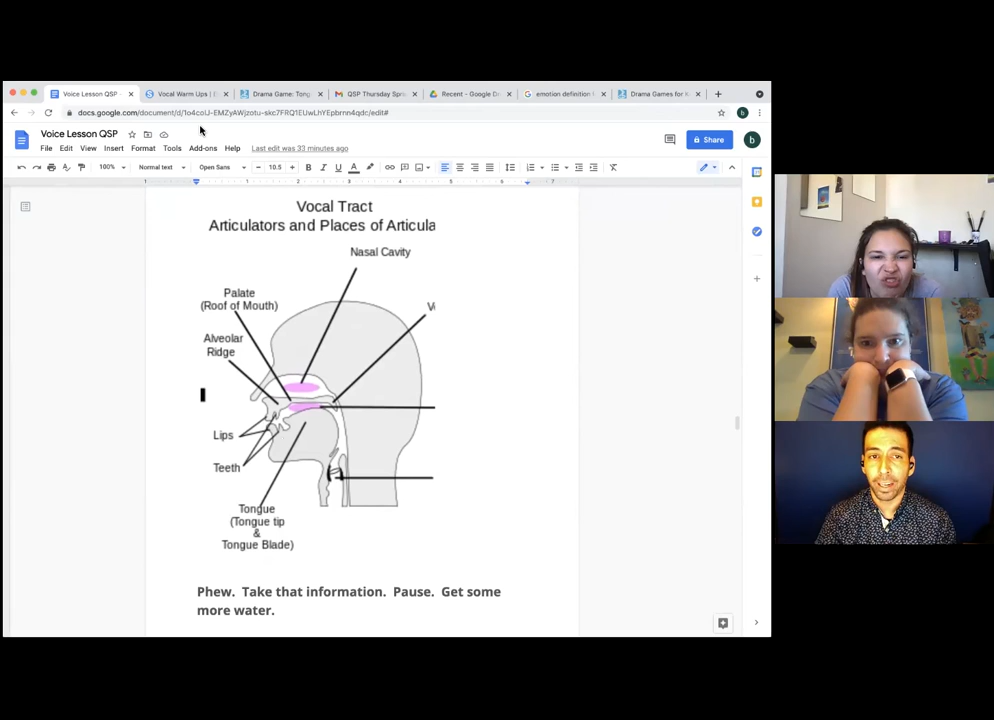 Voice Lesson QSP -
Vocal Warm Ups | E
Drama Game: Tong
QSP Thursday Spr
Recent - Google Dr
emotion definition
Drama Games for K
docs.google.com/document/d/
Voice Lesson QSP
File Edit View Insert Format Tools Add-ons Help Last edit was 33 minutes ago
Share
b
100% Normal text Open Sans 10.5
Vocal Tract
Articulators and Places of Articula
Nasal Cavity
Palate
(Roof of Mouth)
V
Alveolar
Ridge
Lips
Teeth
Tongue
(Tongue tip
&
Tongue Blade)
Phew. Take that information. Pause. Get some
more water.